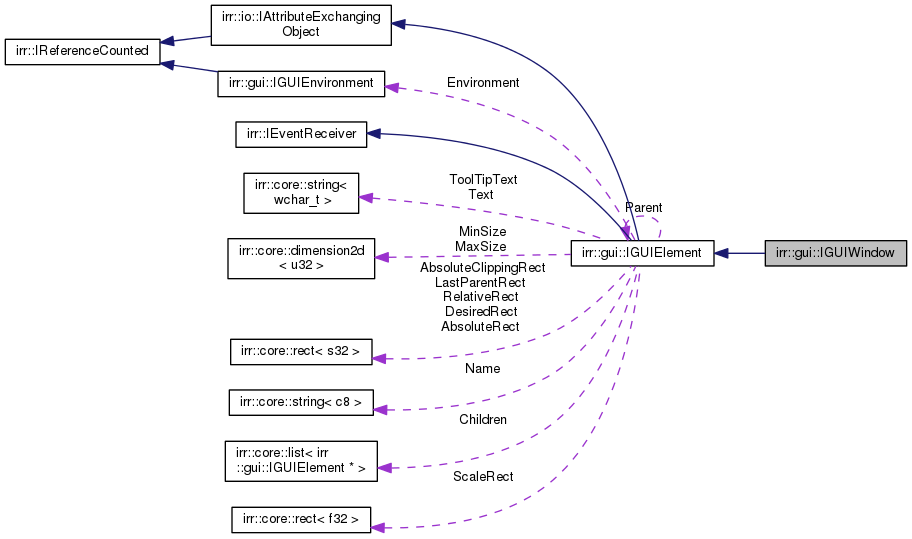 irr::io::IAttributeExchanging
Object
irr::IReferenceCounted
irr::gui::IGUIEnvironment
Environment
irr::IEventReceiver
irr::core::string<
wchar_t >
ToolTipText
Text
Parent
irr::core::dimension2d
< u32 >
MinSize
MaxSize
irr::gui::IGUIElement
irr::gui::IGUIWindow
AbsoluteClippingRect
LastParentRect
RelativeRect
DesiredRect
AbsoluteRect
irr::core::rect< s32 >
Name
irr::core::string< c8 >
Children
irr::core::list< irr
::gui::IGUIElement * >
ScaleRect
irr::core::rect< f32 >